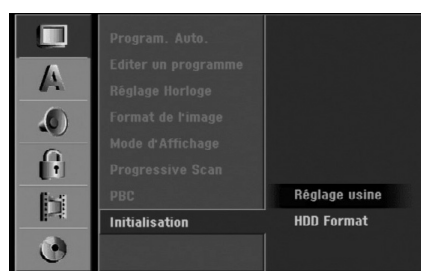 Program. Auto.
Editer un programme
Réglage Horloge
Format de l'image
Mode d'Affichage
Progressive Scan
PBC
Réglage usine
Initialisation
HDD Format